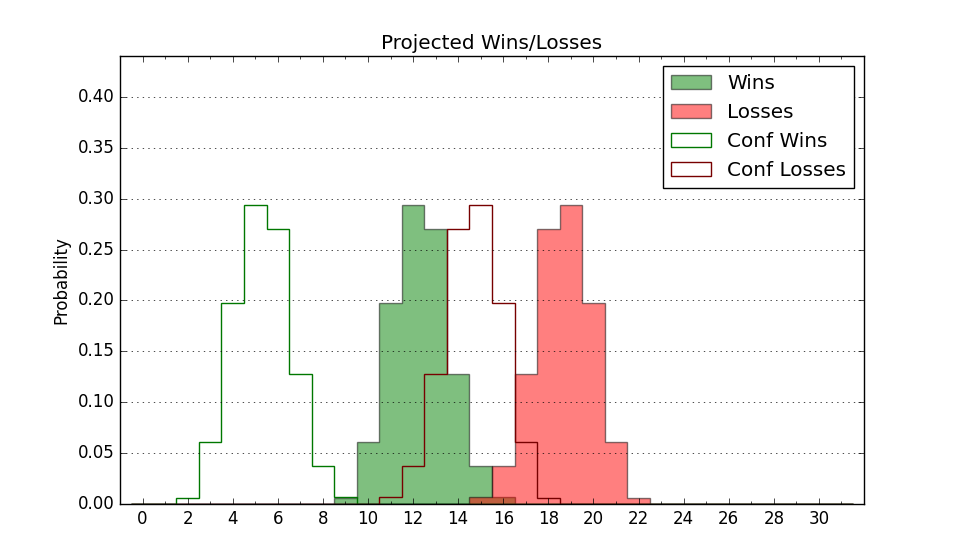 Projected Wins/Losses
Wins
Losses
Conf Wins
Conf Losses
Probability
0.40
0.35
0.30
0.25
0.20
0.15
0.10
0.05
0.00
0 2 4 6 8 10 12 14 16 18 20 22 24 26 28 30